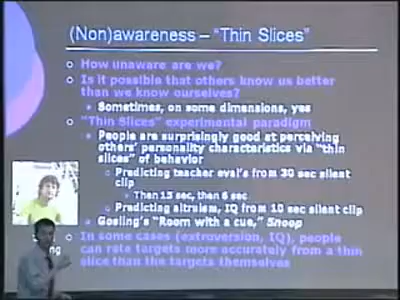 (Non)awareness – "Thin Slices"
How unaware are we?
Is it possible that others know us better
than we know ourselves?
Sometimes, on some dimensions, yes
"Thin Slices" experimental paradigm
People are surprisingly good at perceiving
others' personality characteristics via "thin
slices" of behavior
Predicting teacher eval's from 30 sec silent
clip
Then 15 sec, then 6 sec
Predicting altruism, IQ from 10 sec silent clip
Gosling's "Room with a cue," Snoop
In some cases (extroversion, IQ), people
can rate targets more accurately from a thin
slice than the targets themselves